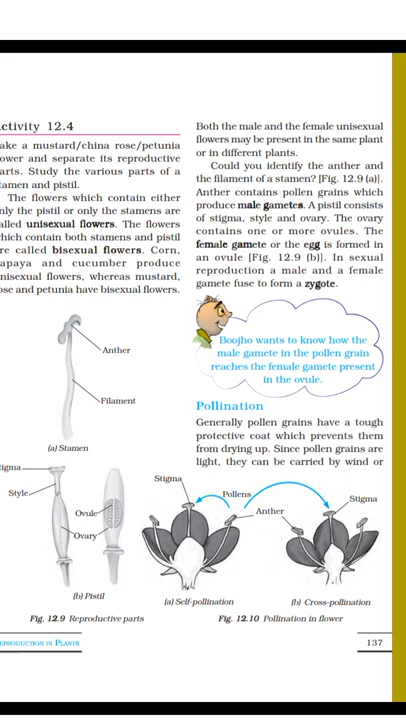 ctivity 12.4
ake a mustard/china rose/petunia
ower and separate its reproductive
arts. Study the various parts of a
tamen and pistil.
The flowers which contain either
nly the pistil or only the stamens are
alled unisexual flowers. The flowers
which contain both stamens and pistil
re called bisexual flowers. Corn,
apaya and cucumber produce
nisexual flowers, whereas mustard,
ose and petunia have bisexual flowers.
Anther
Filament
(a) Stamen
tigma
Style
Ovule
Ovary
(b) Pistil
Fig. 12.9 Reproductive parts
Both the male and the female unisexual
flowers may be present in the same plant
or in different plants.
Could you identify the anther and
the filament of a stamen? [Fig. 12.9 (a)].
Anther contains pollen grains which
produce male gametes. A pistil consists
of stigma, style and ovary. The ovary
contains one or more ovules. The
female gamete or the egg is formed in
an ovule [Fig. 12.9 (b)]. In sexual
reproduction a male and a female
gamete fuse to form a zygote.
Boojho wants to know how the
male gamete in the pollen grain
reaches the female gamete present
in the ovule.
Pollination
Generally pollen grains have a tough
protective coat which prevents them
from drying up. Since pollen grains are
light, they can be carried by wind or
Stigma
Pollens
Anther
Stigma
(a) Self-pollination
(b) Cross-pollination
Fig. 12.10 Pollination in flower
EPRODUCTION IN PLANTS
137